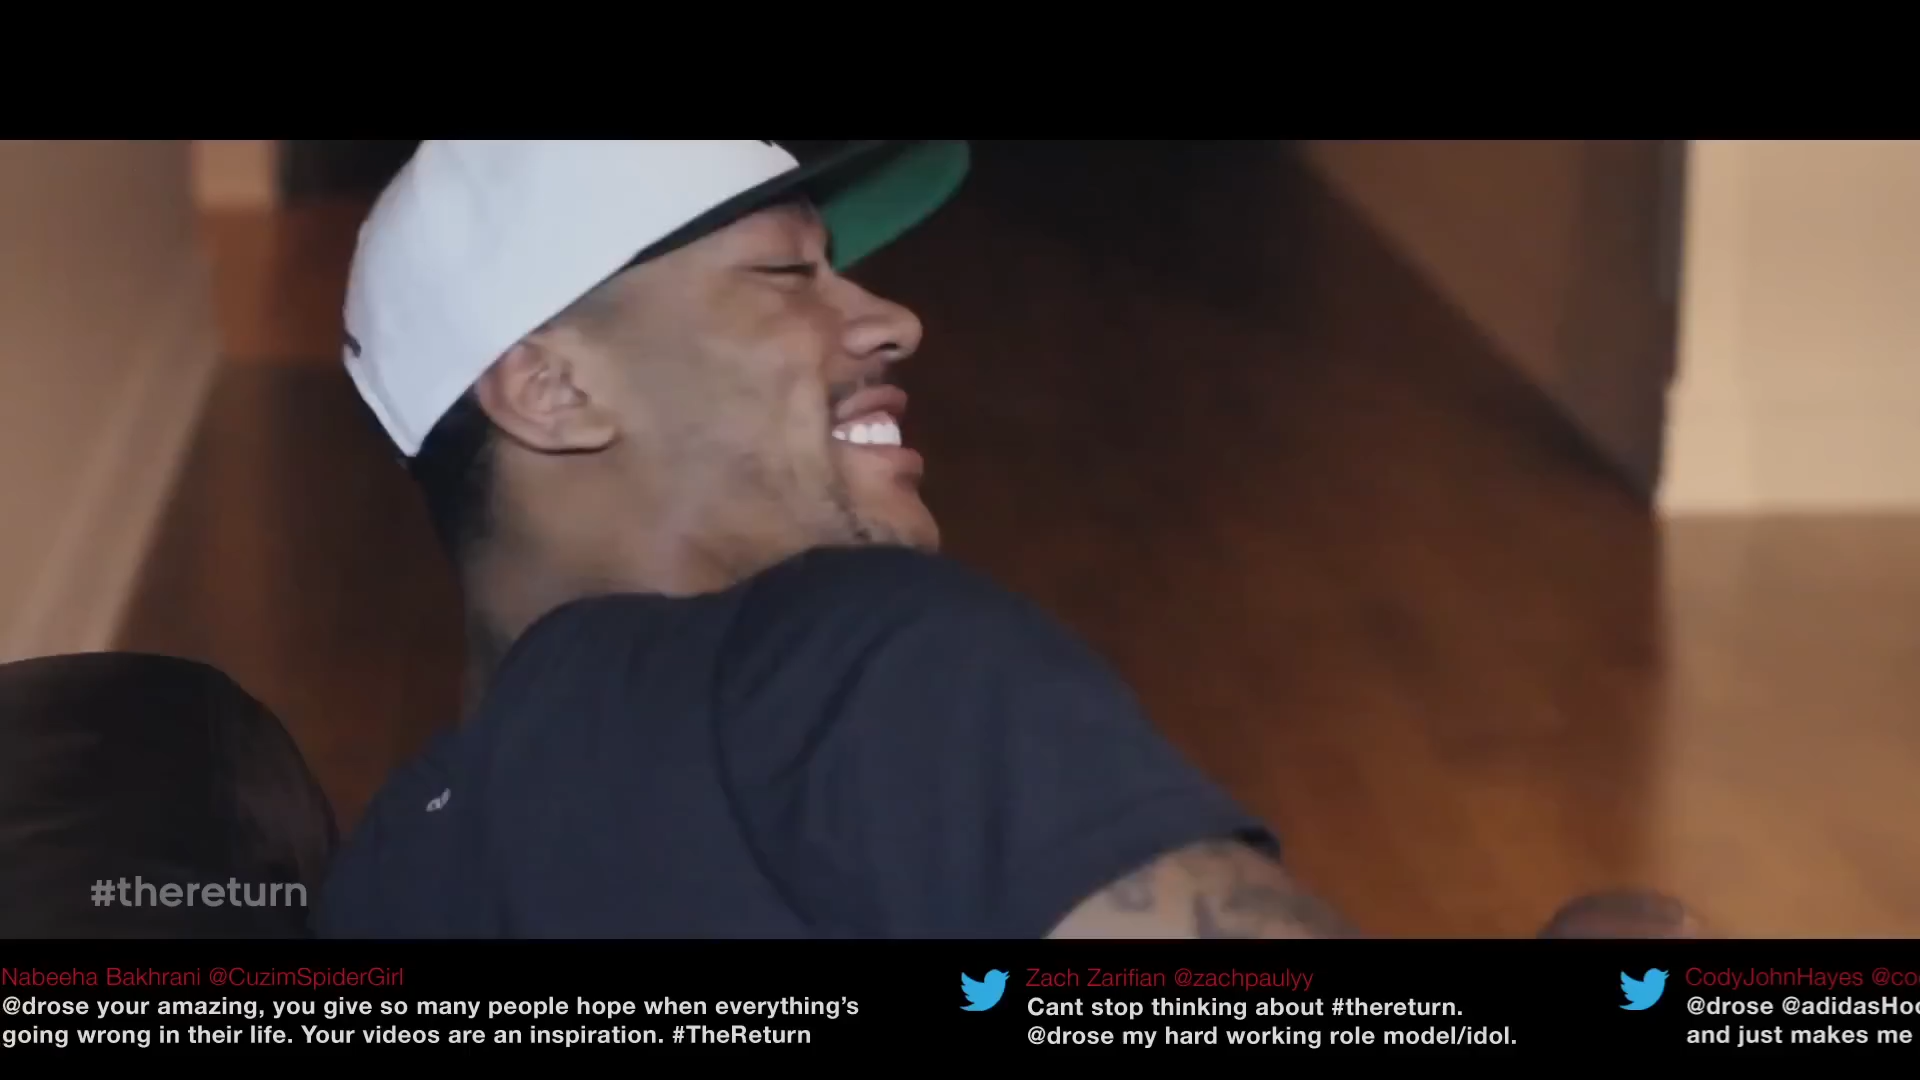 #thereturn
Nabeeha Bakhrani @CuzimSpiderGirl
@drose your amazing, you give so many people hope when everything's
going wrong in their life. Your videos are an inspiration. #TheReturn
Zach Zarifian @zachpaulyy
Cant stop thinking about #thereturn.
@drose my hard working role model/idol.
CodyJohnHayes
@drose
and just makes me